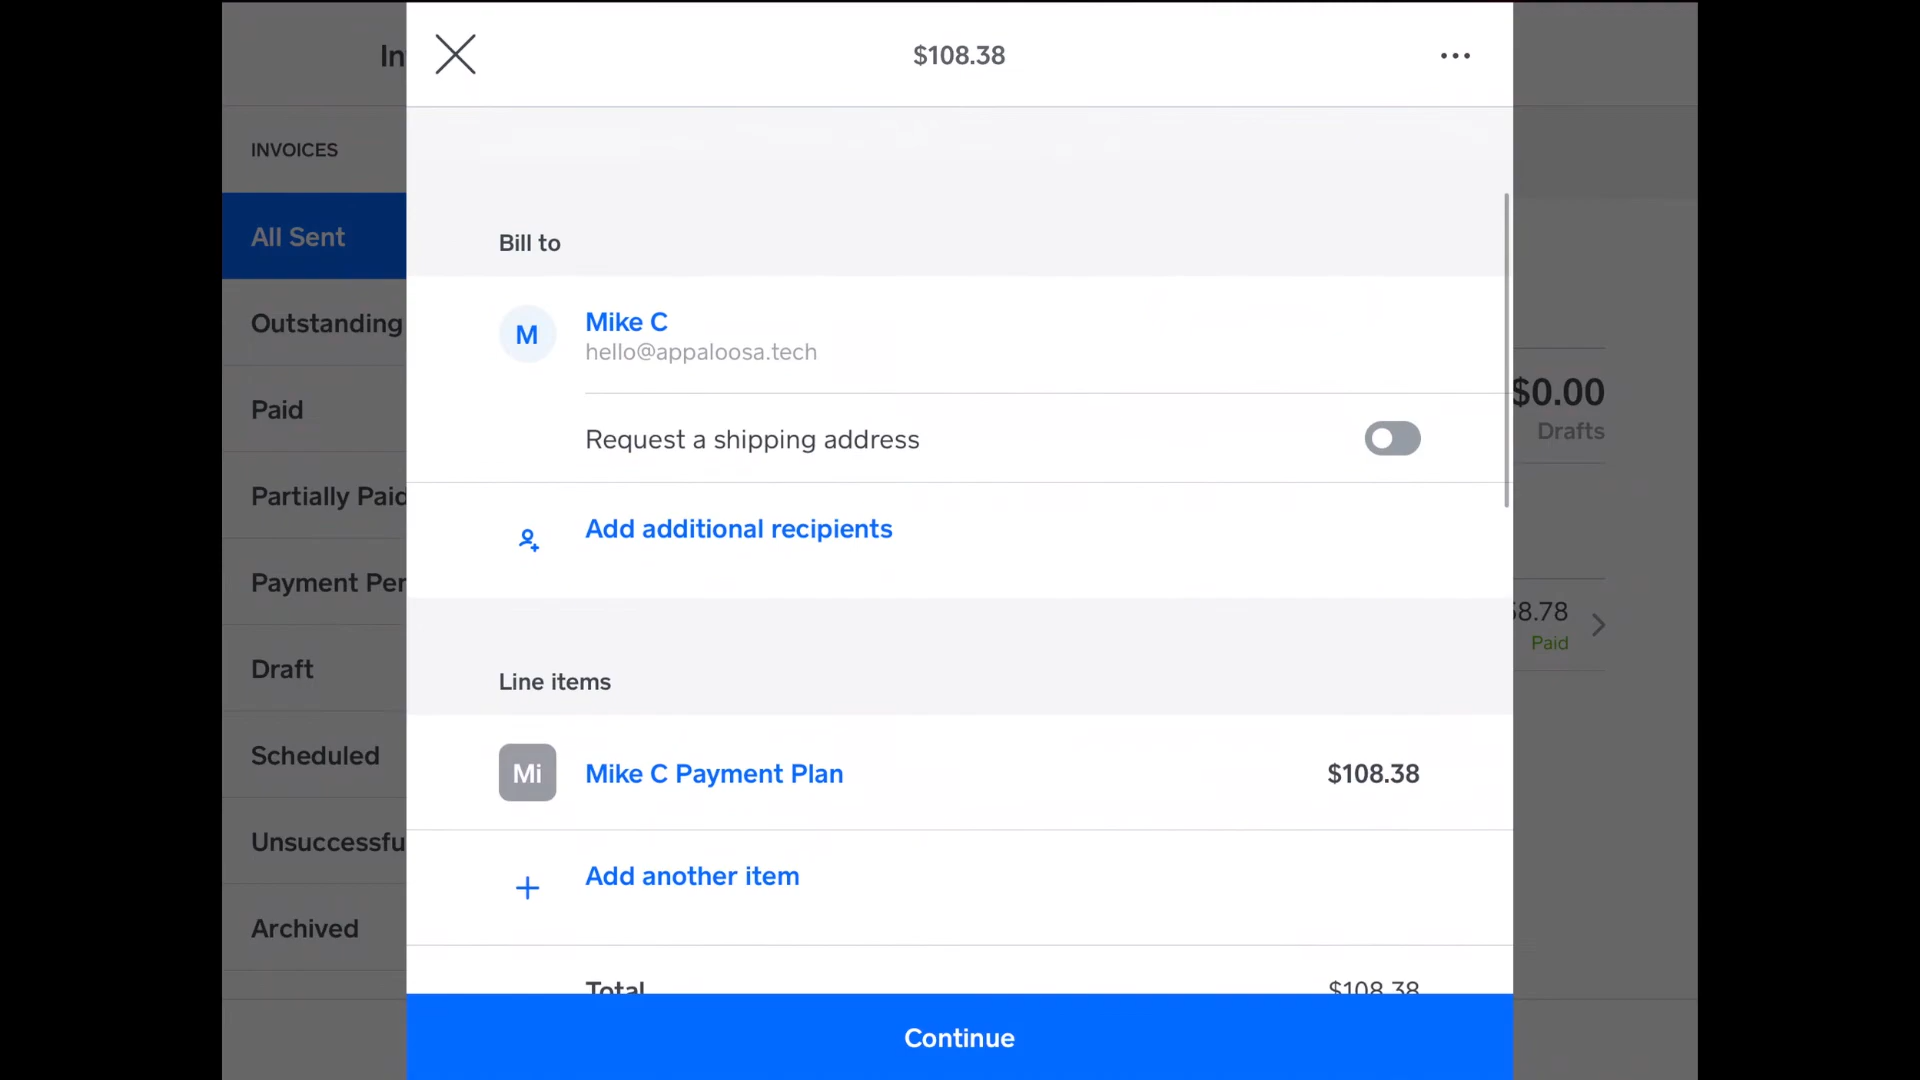 In
$108.38
INVOICES
All Sent
Outstanding
Paid
Partially Paid
Payment Per
Draft
Scheduled
Unsuccessfu
Archived
Bill to
M
Mike C
hello@appaloosa.tech
Request a shipping address
Add additional recipients
Line items
Mi
Mike C Payment Plan
$108.38
Add another item
Total
$108.38
Continue
$0.00
Drafts
8.78
Paid